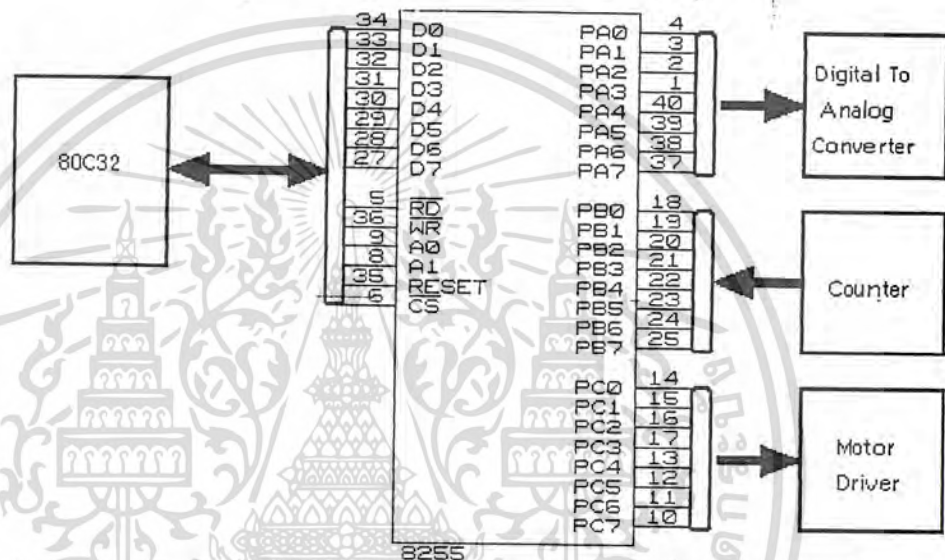 80C32
34 D0
33 D1
32 D2
31 D3
30 D4
29 D5
28 D6
27 D7
5 RD
36 WR
9 A0
8 A1
35 RESET
6 CS
PA0 4
PA1 3
PA2 2
PA3 1
PA4 40
PA5 39
PA6 38
PA7 37
PB0 18
PB1 19
PB2 20
PB3 21
PB4 22
PB5 23
PB6 24
PB7 25
PC0 14
PC1 15
PC2 16
PC3 17
PC4 13
PC5 12
PC6 11
PC7 10
8255
Digital To
Analog
Converter
Counter
Motor
Driver